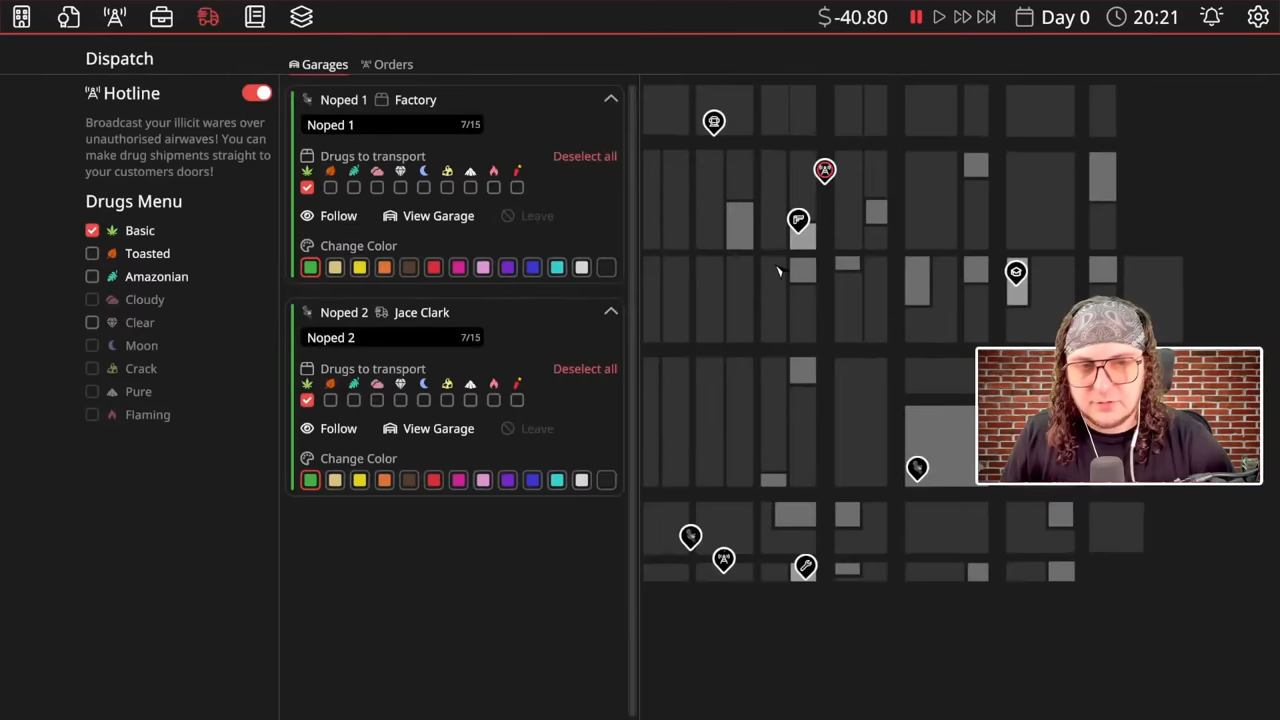 $-40.80
Day 0
20:21
Dispatch
Garages
Orders
Hotline
Broadcast your illicit wares over
unauthorised airwaves! You can
make drug shipments straight to
your customers doors!
Drugs Menu
Basic
Toasted
Amazonian
Cloudy
Clear
Moon
Crack
Pure
Flaming
Noped 1 Factory
Noped 1 7/15
Drugs to transport Deselect all
Follow View Garage Leave
Change Color
Noped 2 Jace Clark
Noped 2 7/15
Drugs to transport Deselect all
Follow View Garage Leave
Change Color